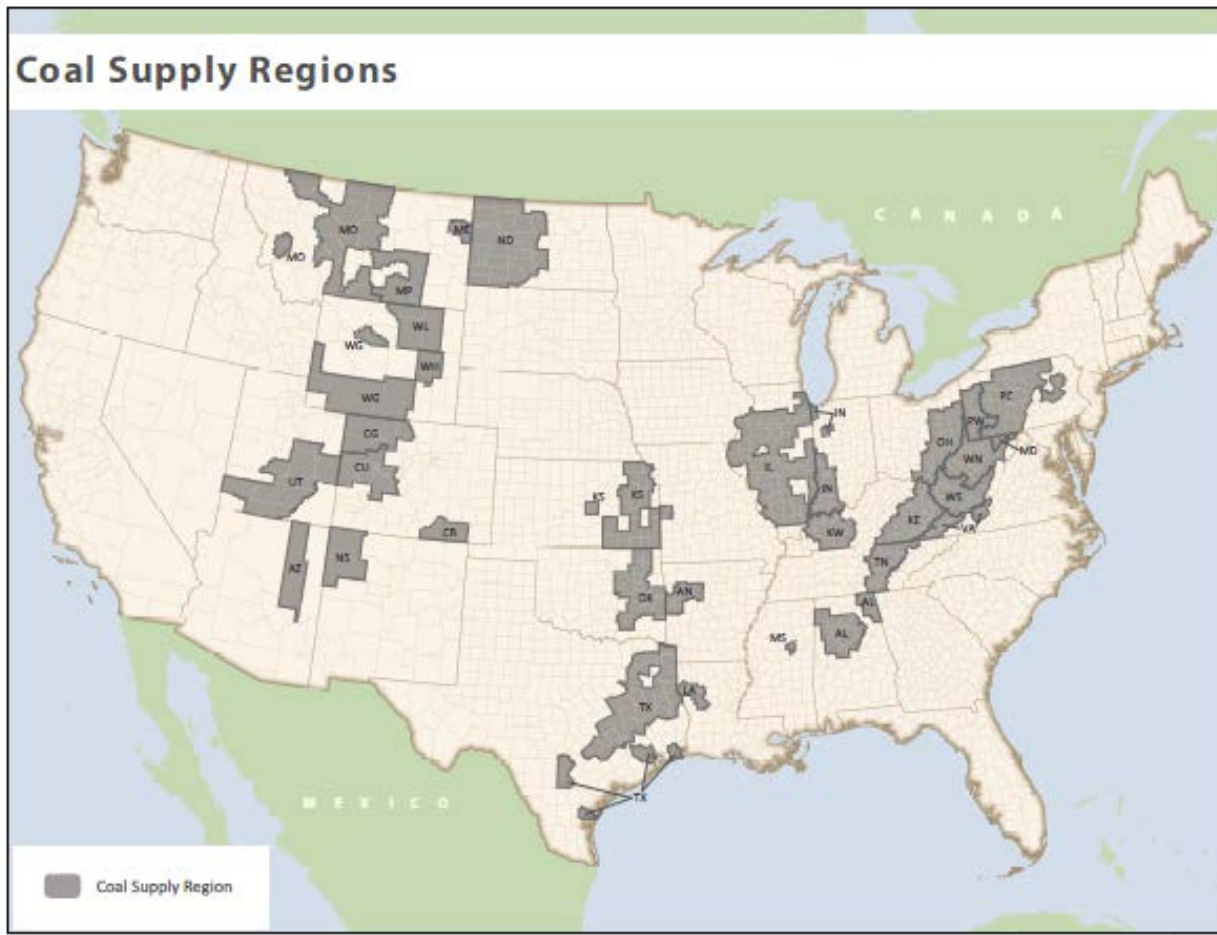 Coal Supply Regions
C A N A D A
MO
ME
ND
MO
MP
WL
WG
WH
WG
CG
CU
UT
CR
AZ
NS
KS
KS
OK
AN
IL
IN
IN
KW
OH
PW
PC
MD
WN
WS
KE
VA
TN
AL
AL
MS
TX
LA
TX
M E X I C O
Coal Supply Region